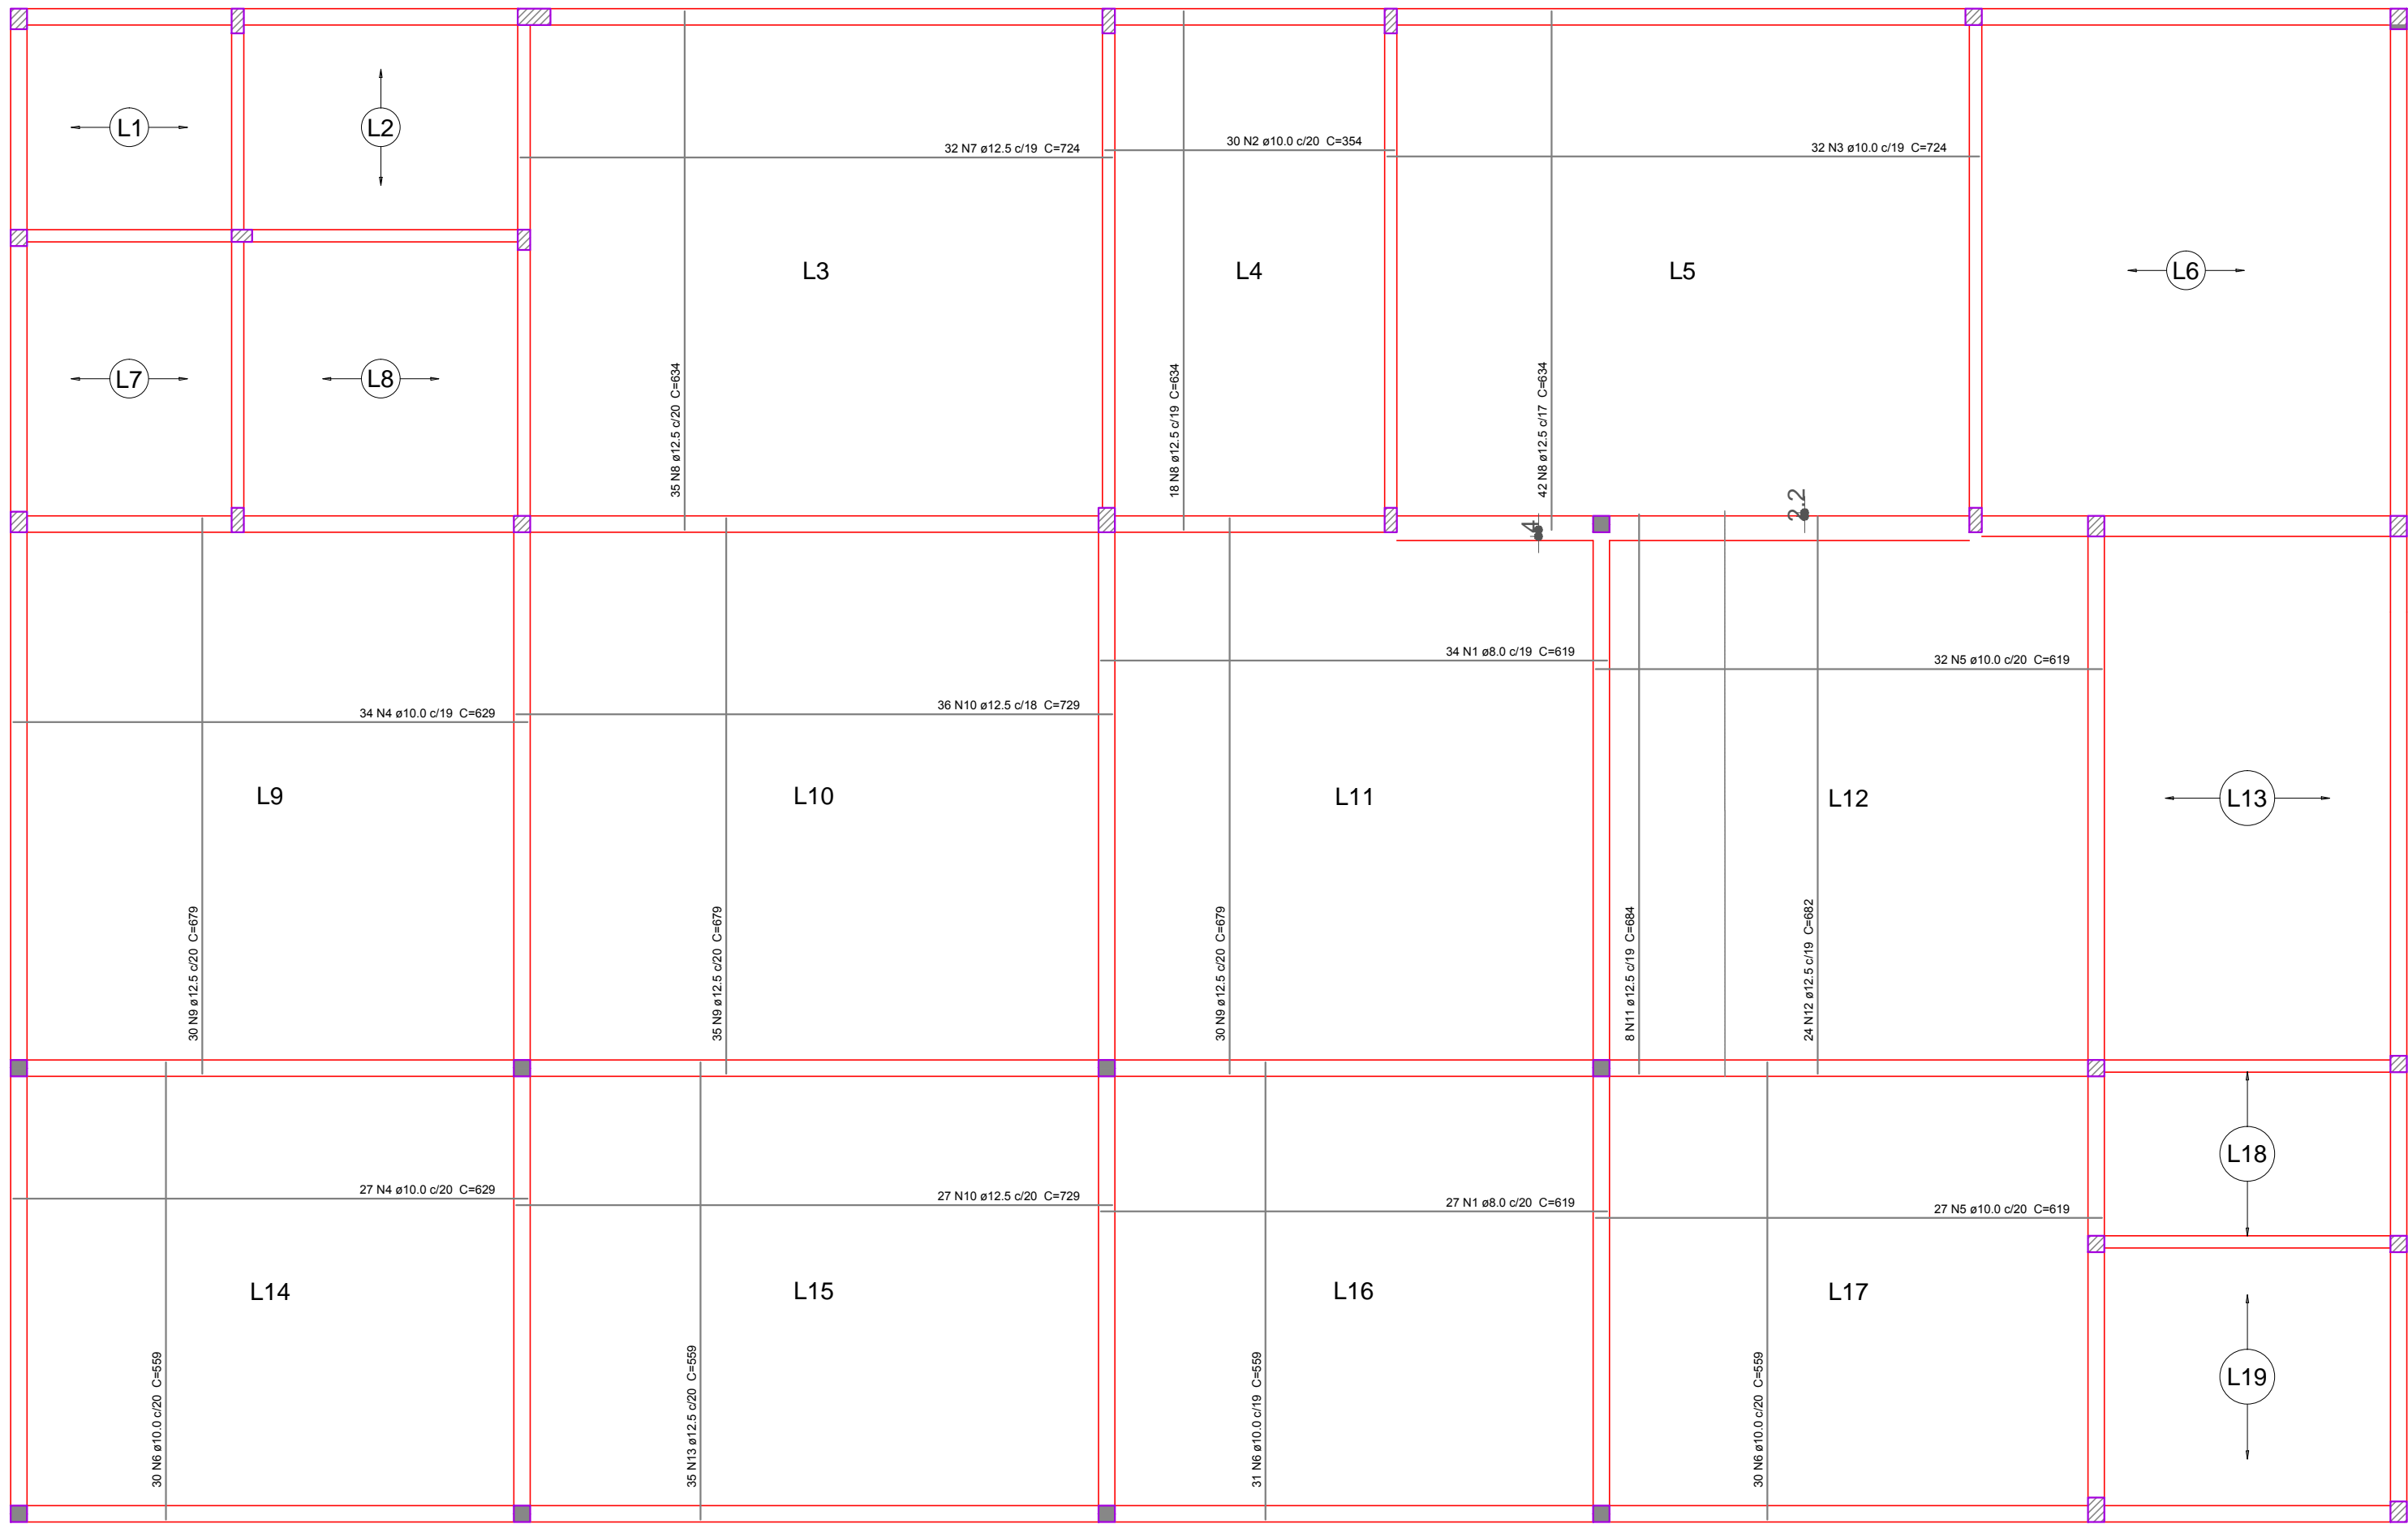 L1
L2
32 N7 ø12.5 c/19 C=724
30 N2 ø10.0 c/20 C=354
32 N3 ø10.0 c/19 C=724
L3
L4
L5
L6
L7
L8
35 N8 ø12.5 c/20 C=634
18 N8 ø12.5 c/19 C=634
42 N8 ø12.5 c/17 C=634
4
2.2
34 N1 ø8.0 c/19 C=619
32 N5 ø10.0 c/20 C=619
34 N4 ø10.0 c/19 C=629
36 N10 ø12.5 c/18 C=729
L9
L10
L11
L12
L13
30 N9 ø12.5 c/20 C=679
35 N9 ø12.5 c/20 C=679
30 N9 ø12.5 c/20 C=679
8 N11 ø12.5 c/19 C=684
24 N12 ø12.5 c/19 C=682
L18
27 N4 ø10.0 c/20 C=629
27 N10 ø12.5 c/20 C=729
27 N1 ø8.0 c/20 C=619
27 N5 ø10.0 c/20 C=619
L14
L15
L16
L17
L19
30 N6 ø10.0 c/20 C=559
35 N13 ø12.5 c/20 C=559
31 N6 ø10.0 c/19 C=559
30 N6 ø10.0 c/20 C=559